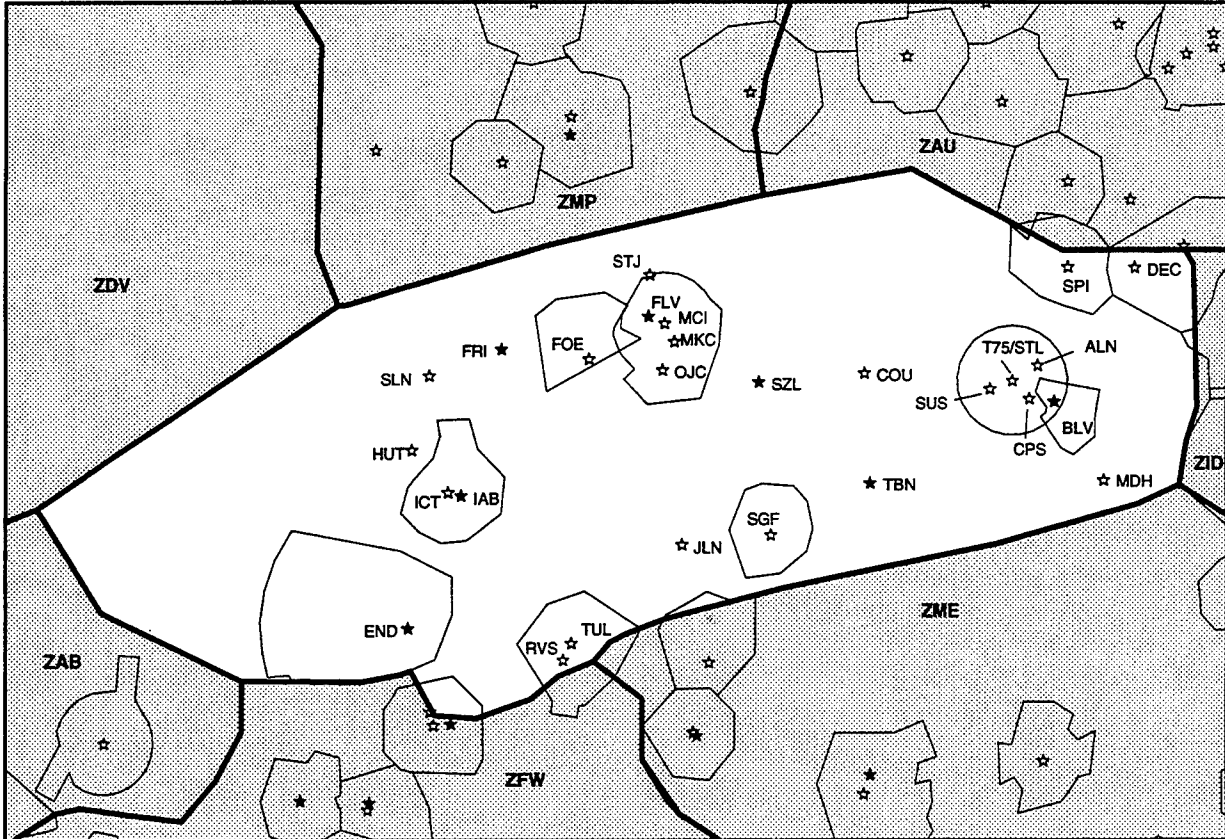 ZAU
ZMP
ZDV
STJ
DEC
SPI
FLV
MCI
MKC
FOE
FRI
T75/STL
ALN
OJC
COU
SLN
SZL
SUS
BLV
CPS
HUT
ZID
MDH
TBN
ICT
IAB
SGF
JLN
ZME
END
TUL
RVS
ZAB
ZFW